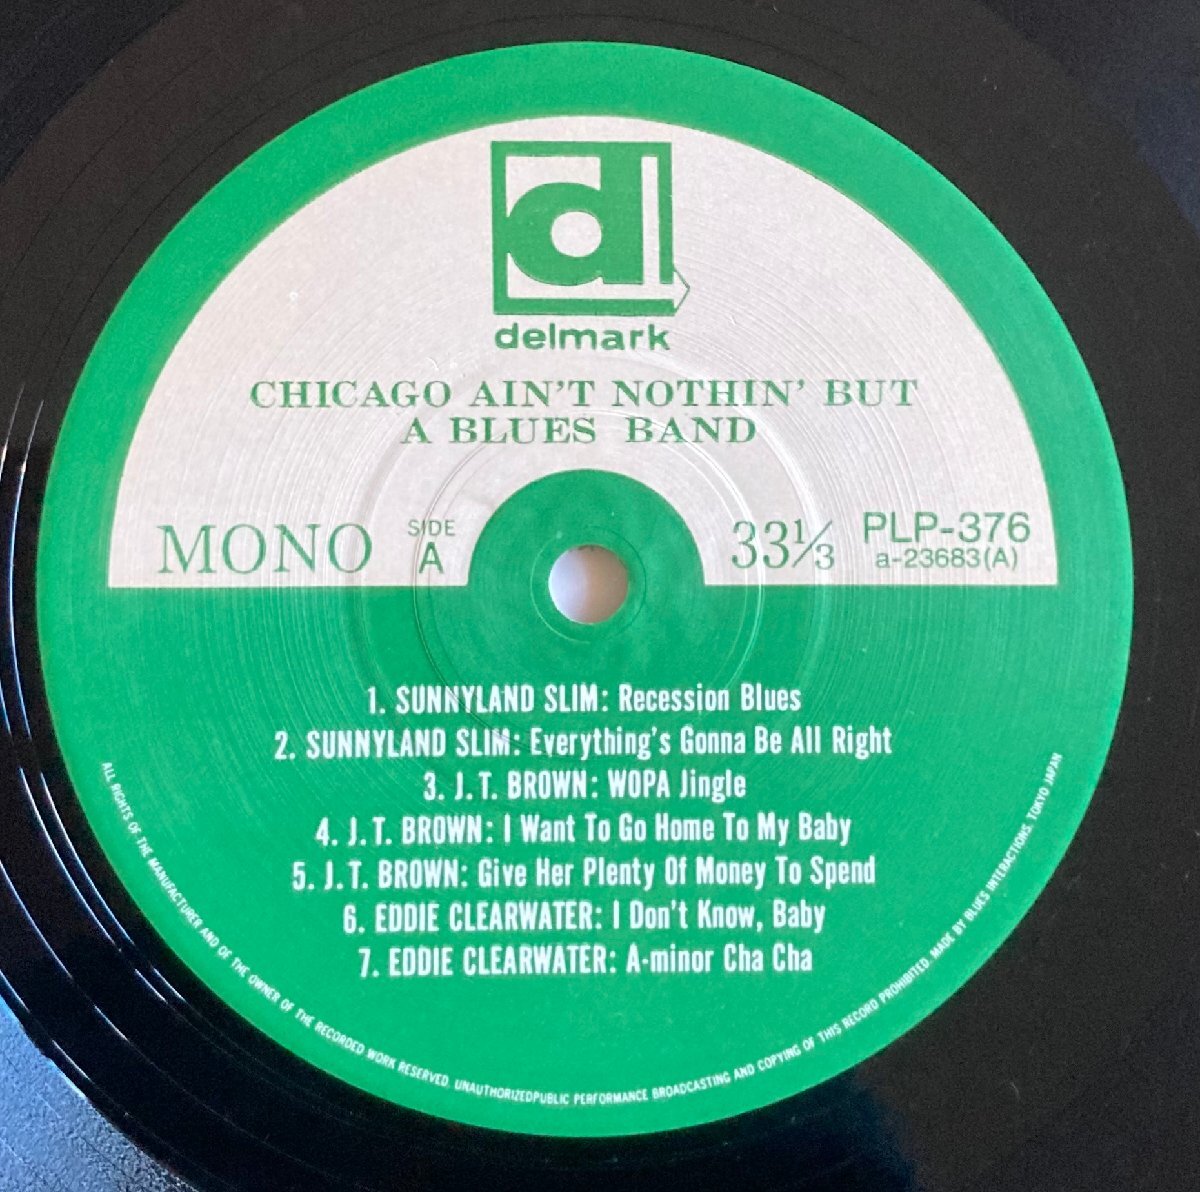 d
delmark
CHICAGO AIN'T NOTHIN' BUT
A BLUES BAND
MONO
SIDE
A
33⅓
PLP-376
a-23683(A)
1. SUNNYLAND SLIM: Recession Blues
2. SUNNYLAND SLIM: Everything's Gonna Be All Right
3. J.T. BROWN: WOPA Jingle
4. J.T. BROWN: I Want To Go Home To My Baby
5. J.T. BROWN: Give Her Plenty Of Money To Spend
6. EDDIE CLEARWATER: I Don't Know, Baby
7. EDDIE CLEARWATER: A-minor Cha Cha
ALL RIGHTS OF THE MANUFACTURER AND OF THE OWNER OF THE RECORDED WORK RESERVED. UNAUTHORIZEDPUBLIC PERFORMANCE BROADCASTING AND COPYING OF THIS RECORD PROHIBITED. MADE BY BLUES INTERACTIONS. TOKYO JAPAN